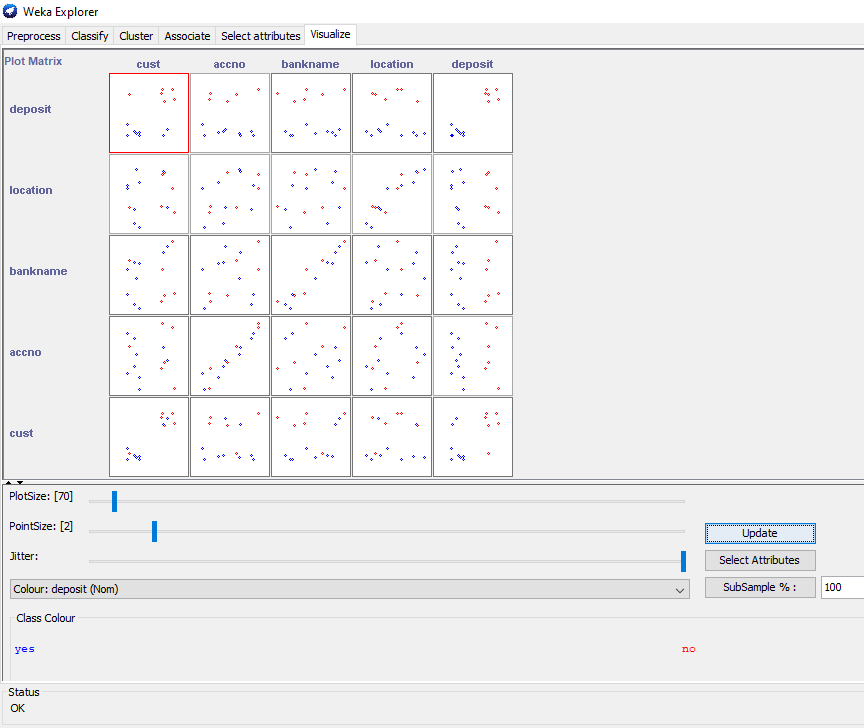 Weka Explorer
Preprocess Classify Cluster Associate Select attributes Visualize
Plot Matrix cust accno bankname location deposit
deposit
location
bankname
accno
cust
PlotSize: [70]
PointSize: [2] Update
Jitter: Select Attributes
Colour: deposit (Nom) SubSample % : 100
Class Colour
yes no
Status
OK